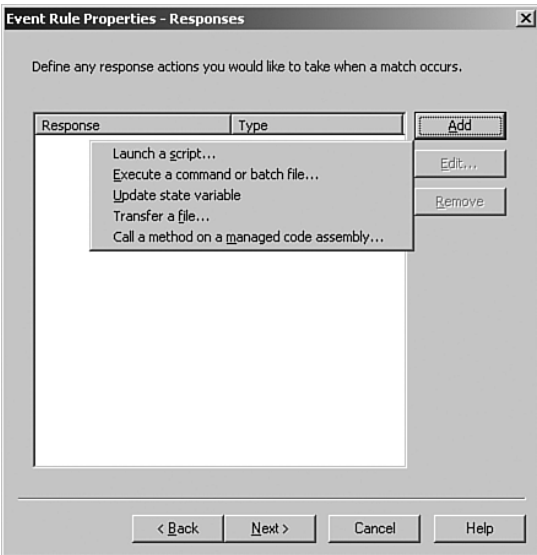 Event Rule Properties - Responses
Define any response actions you would like to take when a match occurs.
Response Type
Add
Launch a script...
Execute a command or batch file...
Edit...
Update state variable
Transfer a file...
Remove
Call a method on a managed code assembly...
< Back Next > Cancel Help